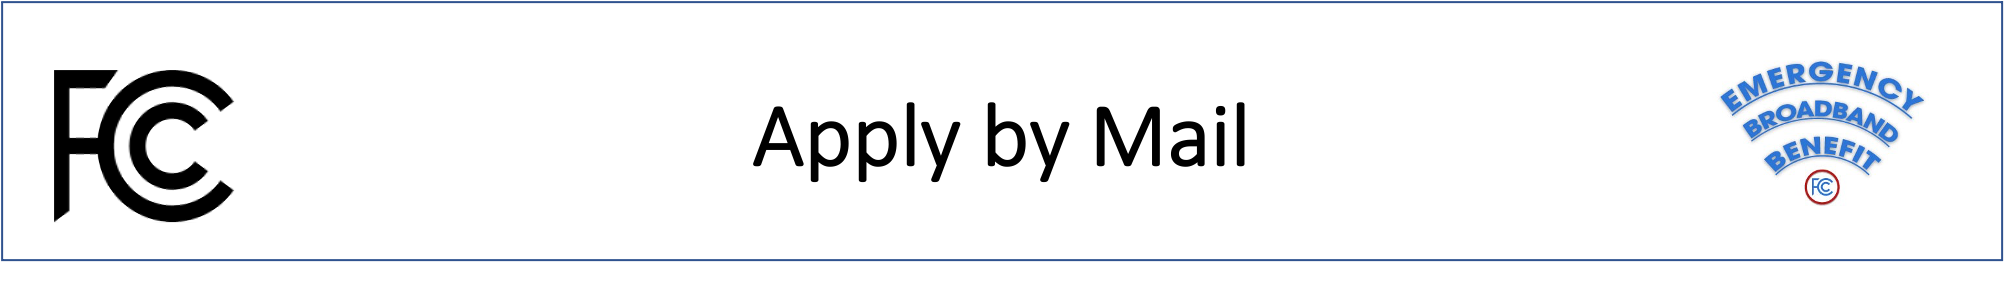 FCC
Apply by Mail
EMERGENCY
BROADBAND
BENEFIT
FCC